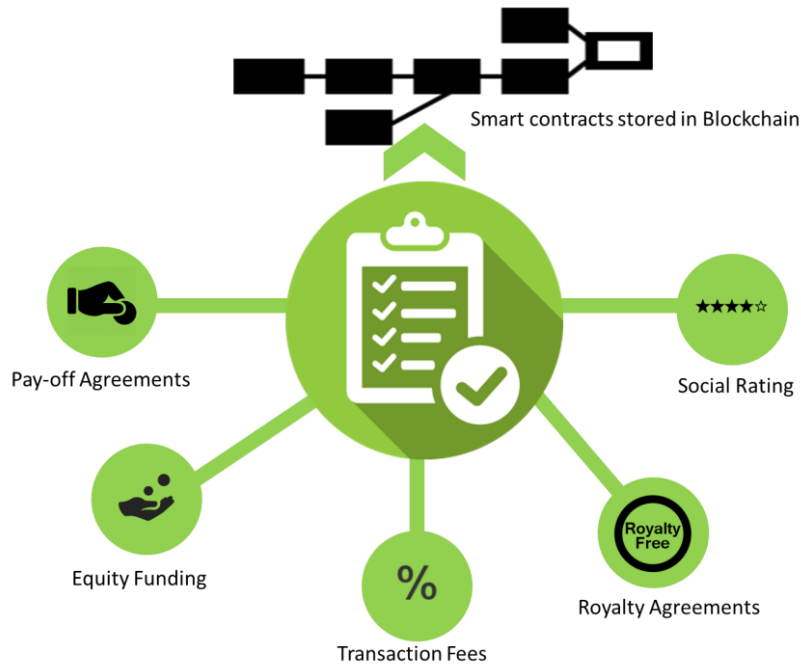 Smart contracts stored in Blockchain
Pay-off Agreements
★★★★☆
Social Rating
Equity Funding
Royalty
Free
Royalty Agreements
%
Transaction Fees